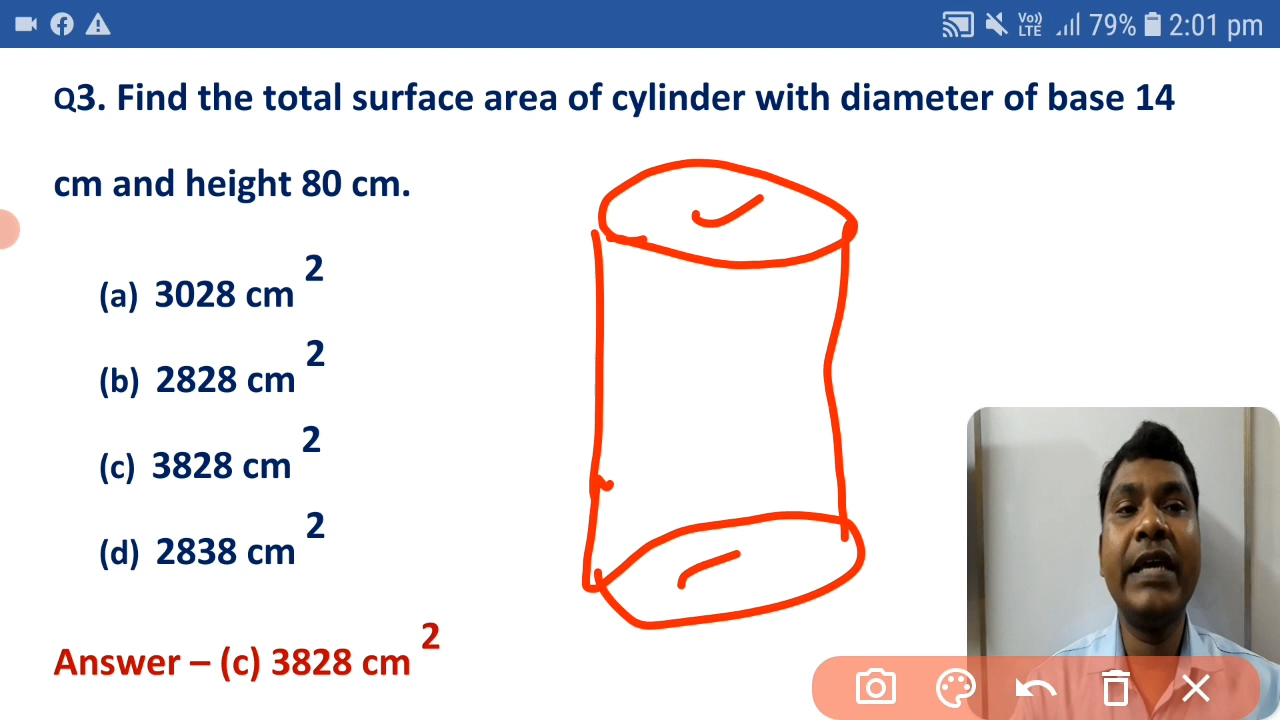 Vo)) LTE 79% 2:01 pm
Q3. Find the total surface area of cylinder with diameter of base 14
cm and height 80 cm.
(a) 3028 cm 2
(b) 2828 cm 2
(c) 3828 cm 2
(d) 2838 cm 2
Answer – (c) 3828 cm 2